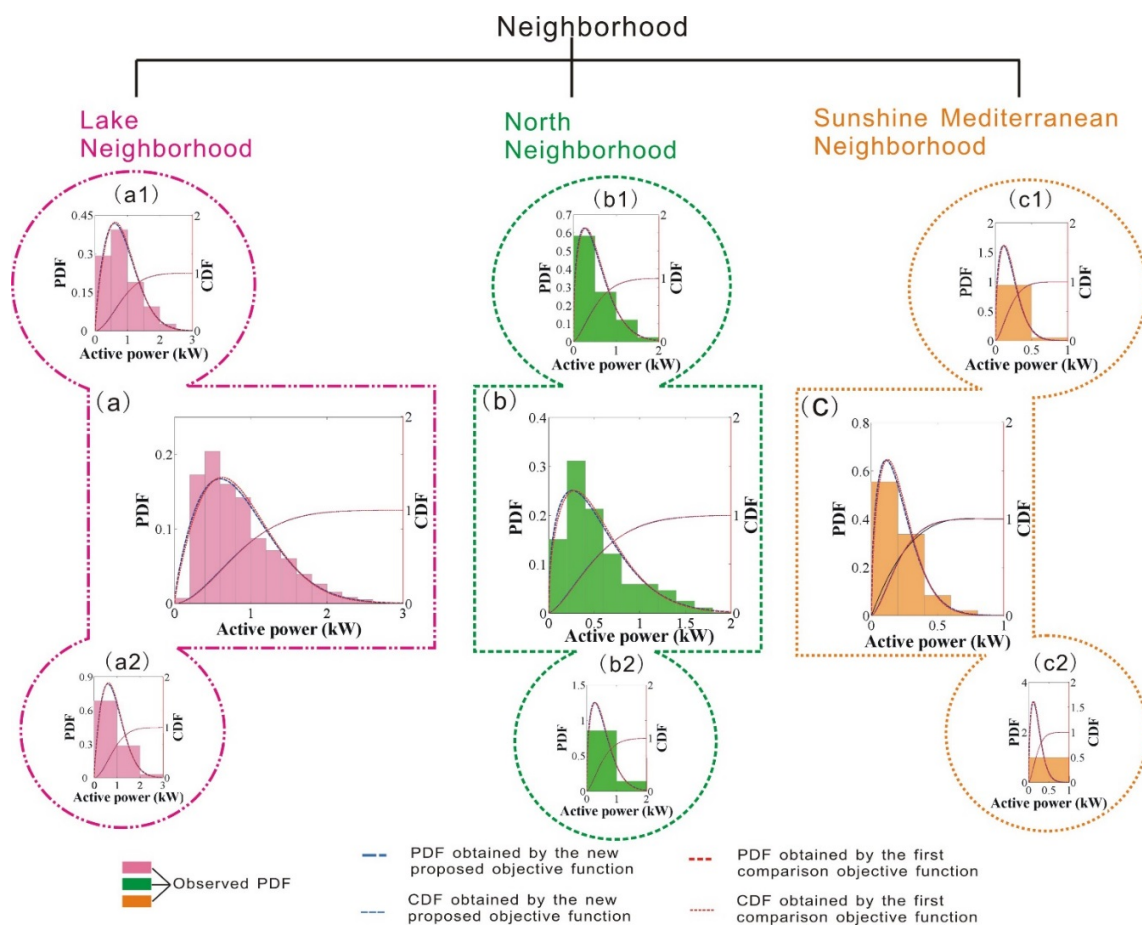 Neighborhood
Lake
Neighborhood
North
Neighborhood
Sunshine Mediterranean
Neighborhood
(a1)
0.45
0.3
0.15
0
PDF
2
1
0
CDF
0 1 2 3
Active power (kW)
(b1)
0.7
0.6
0.5
0.4
0.3
0.2
0.1
0
PDF
2
1
0
CDF
0 1 2
Active power (kW)
(c1)
2
1.5
1
0.5
0
PDF
2
1
0
CDF
0 0.5 1
Active power (kW)
(a)
0.2
0.1
0
PDF
2
1
0
CDF
0 1 2 3
Active power (kW)
(b)
0.4
0.3
0.2
0.1
0
PDF
2
1
0
CDF
0 0.5 1 1.5 2
Active power (kW)
(C)
0.8
0.6
0.4
0.2
0
PDF
2
1
0
CDF
0 0.5 1
Active power (kW)
(a2)
0.9
0.6
0.3
0
PDF
2
1
0
CDF
0 1 2 3
Active power (kW)
(b2)
1.5
1
0.5
0
PDF
2
1
0
CDF
0 1 2
Active power (kW)
(c2)
4
2
0
PDF
2
1.5
1
0.5
0
CDF
0 0.5 1
Active power (kW)
Observed PDF
PDF obtained by the new
proposed objective function
CDF obtained by the new
proposed objective function
PDF obtained by the first
comparison objective function
CDF obtained by the first
comparison objective function